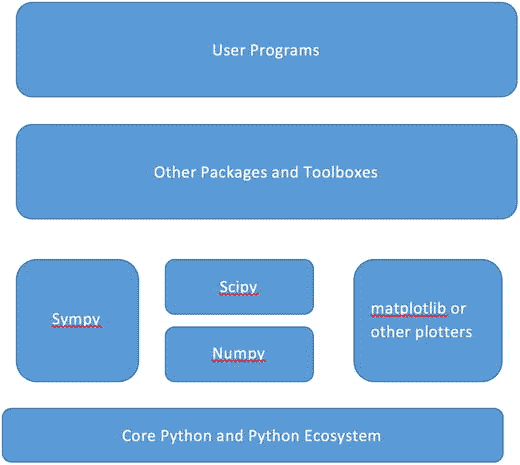 User Programs
Other Packages and Toolboxes
Sympy
Scipy
Numpy
matplotlib or
other plotters
Core Python and Python Ecosystem